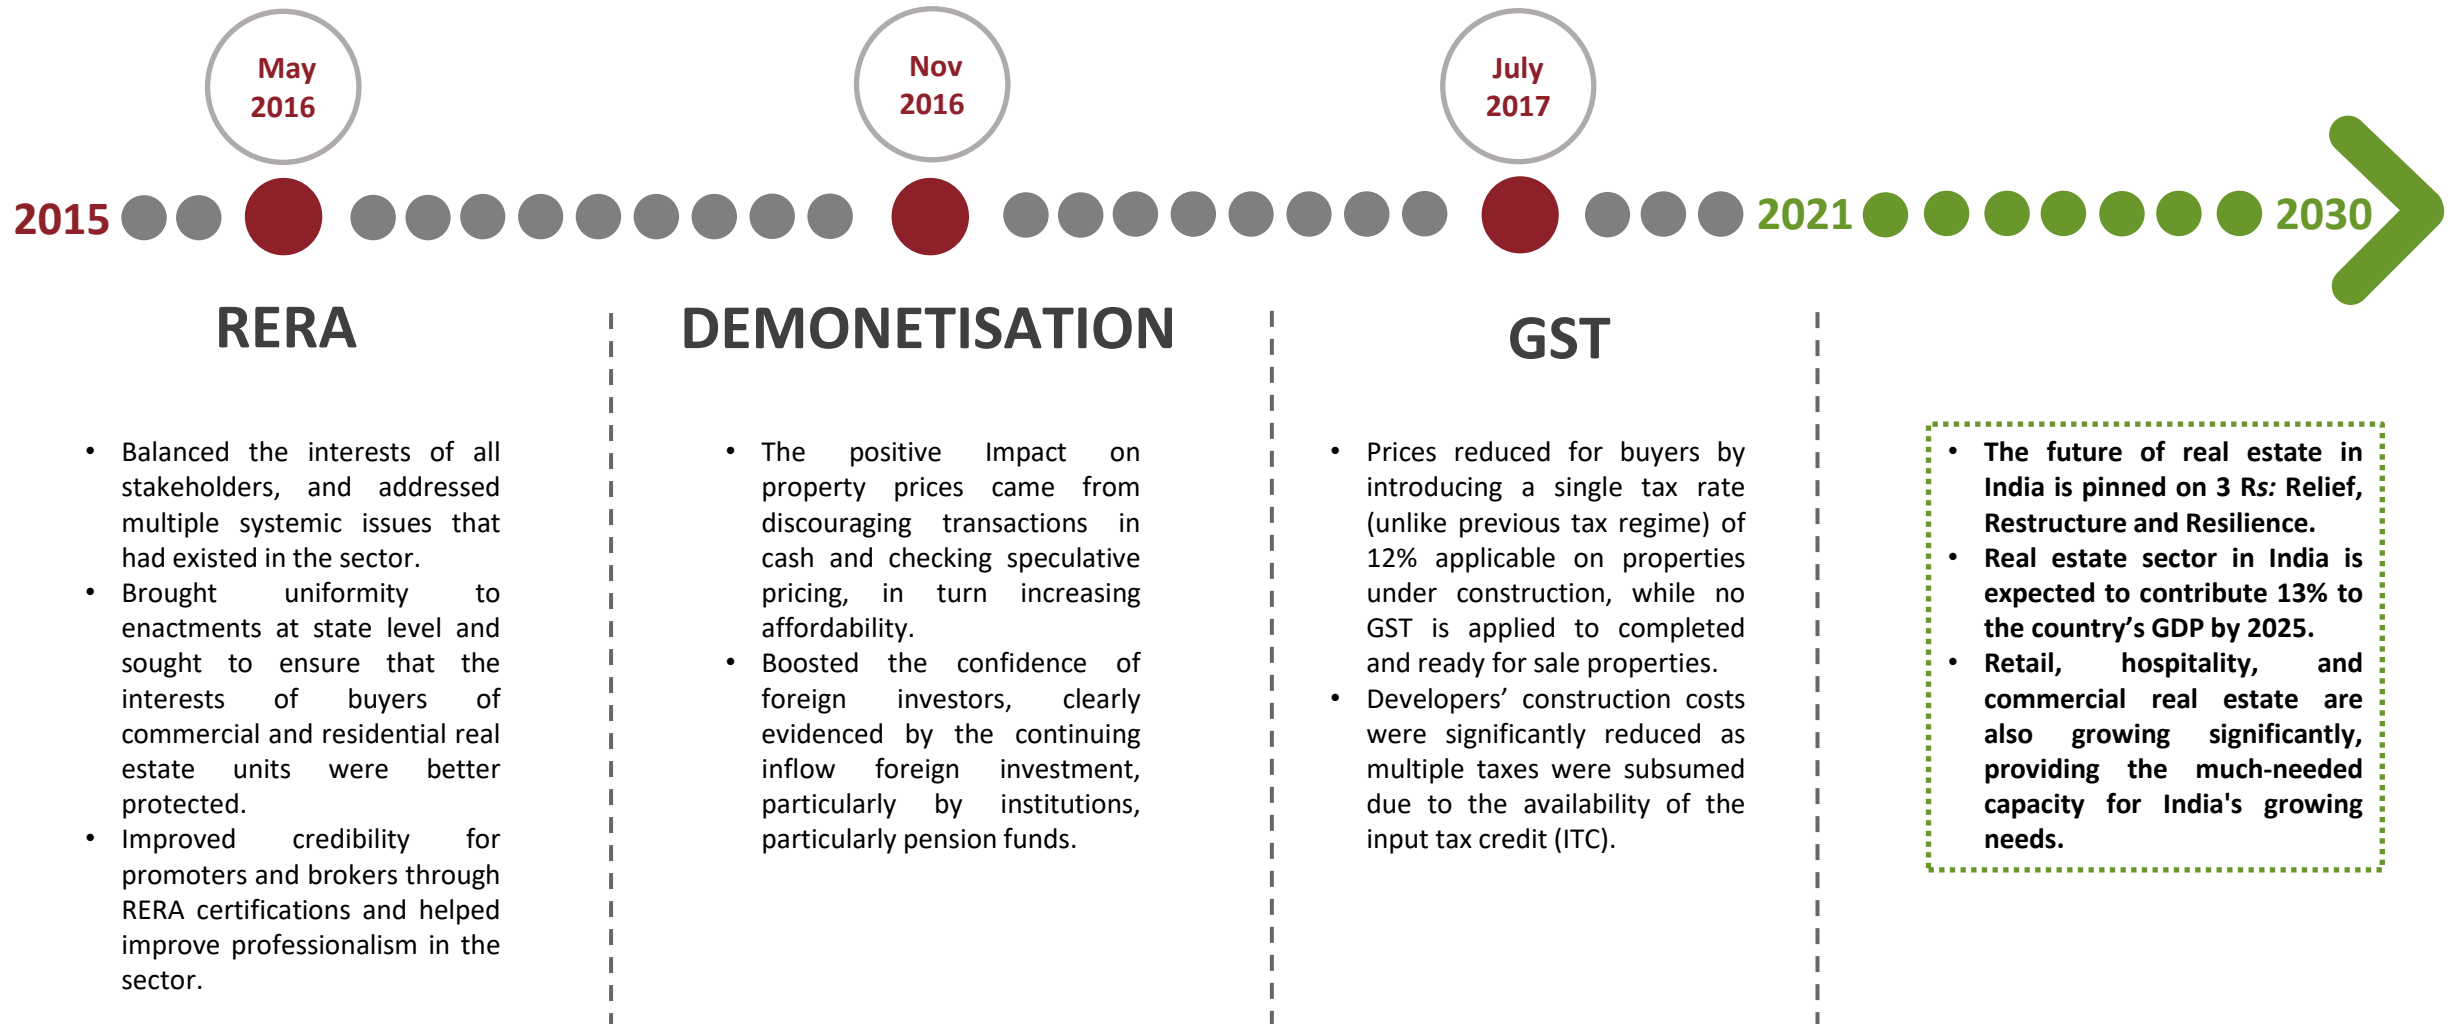 May
2016
Nov
2016
July
2017
2015
2021
2030
RERA
• Balanced the interests of all
stakeholders, and addressed
multiple systemic issues that
had existed in the sector.
• Brought uniformity to
enactments at state level and
sought to ensure that the
interests of buyers of
commercial and residential real
estate units were better
protected.
• Improved credibility for
promoters and brokers through
RERA certifications and helped
improve professionalism in the
sector.
DEMONETISATION
• The positive Impact on
property prices came from
discouraging transactions in
cash and checking speculative
pricing, in turn increasing
affordability.
• Boosted the confidence of
foreign investors, clearly
evidenced by the continuing
inflow foreign investment,
particularly by institutions,
particularly pension funds.
GST
• Prices reduced for buyers by
introducing a single tax rate
(unlike previous tax regime) of
12% applicable on properties
under construction, while no
GST is applied to completed
and ready for sale properties.
• Developers’ construction costs
were significantly reduced as
multiple taxes were subsumed
due to the availability of the
input tax credit (ITC).
• The future of real estate in
India is pinned on 3 Rs: Relief,
Restructure and Resilience.
• Real estate sector in India is
expected to contribute 13% to
the country’s GDP by 2025.
• Retail, hospitality, and
commercial real estate are
also growing significantly,
providing the much-needed
capacity for India's growing
needs.